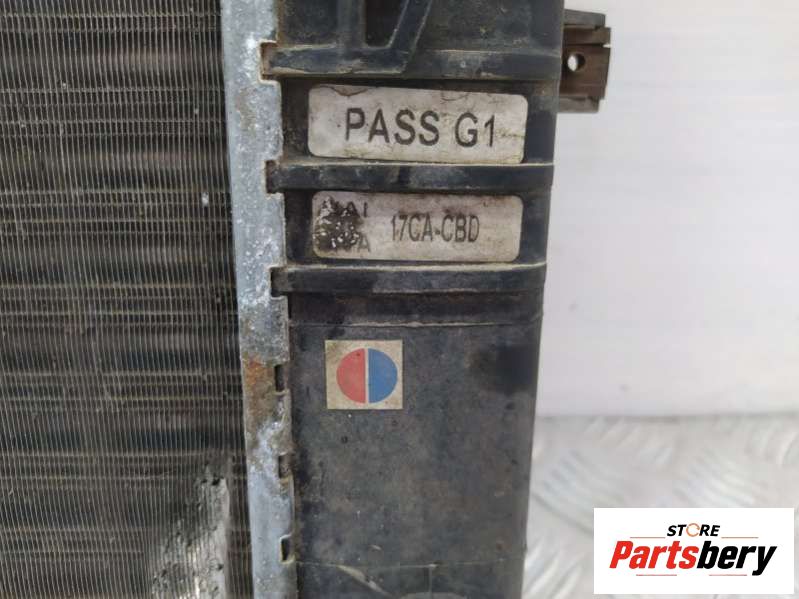 PASS G1
17CA-CBD
STORE
Partsbery